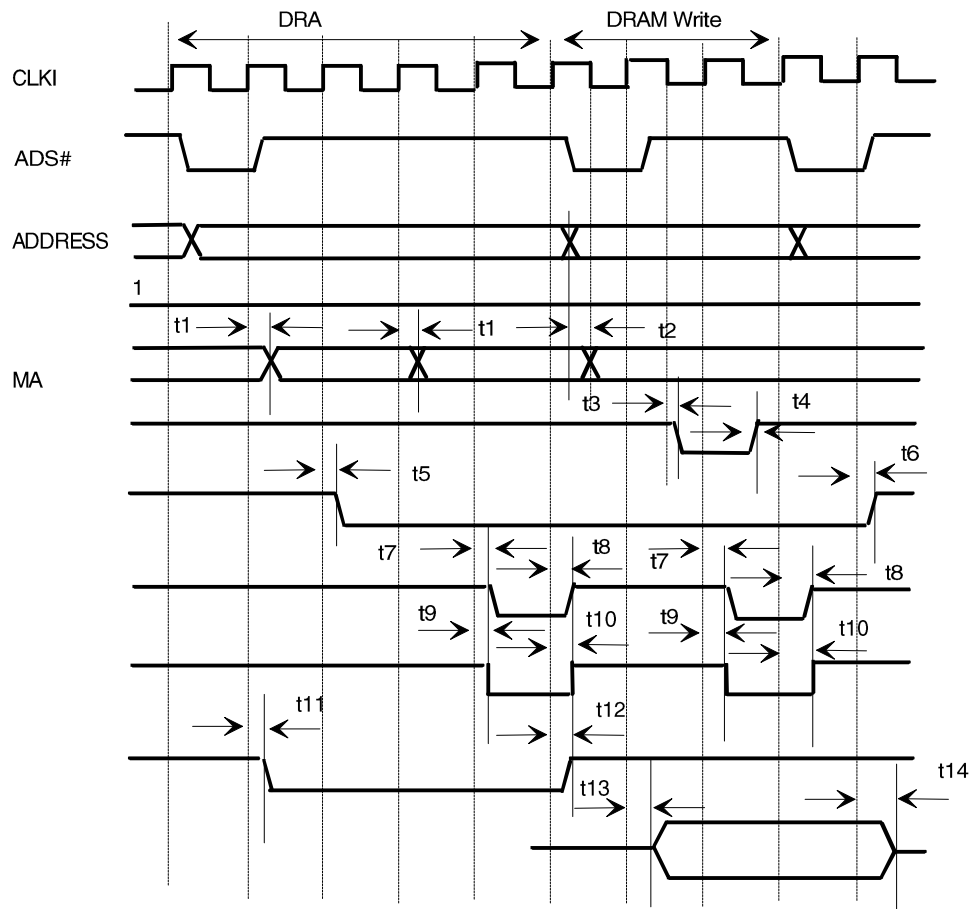 DRA DRAM Write
CLKI
ADS#
ADDRESS
1
t1 t1 t2
MA
t3 t4
t5 t6
t7 t8 t7 t8
t9 t10 t9 t10
t11 t12
t13 t14